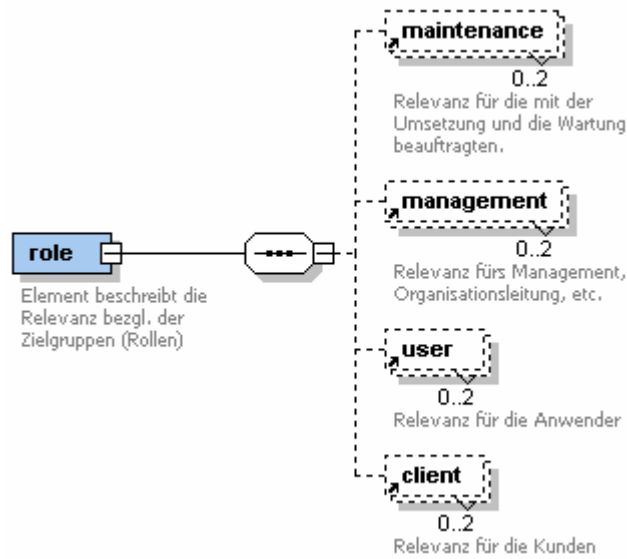 maintenance
0..2
Relevanz für die mit der
Umsetzung und die Wartung
beauftragten.
management
0..2
Relevanz fürs Management,
Organisationsleitung, etc.
role
Element beschreibt die
Relevanz bezgl. der
Zielgruppen (Rollen)
user
0..2
Relevanz für die Anwender
client
0..2
Relevanz für die Kunden